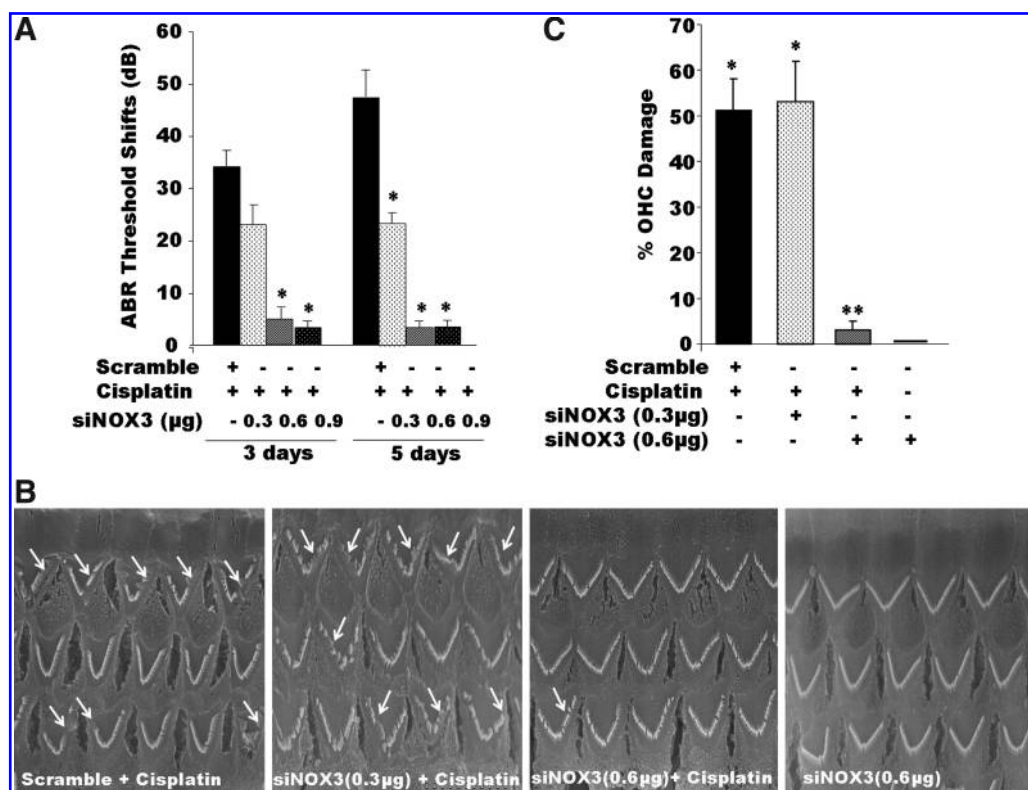 A
ABR Threshold Shifts (dB)
60
50
40
30
20
10
0
* *
* * *
Scramble + - - - + - - -
Cisplatin + + + + + + + +
siNOX3 (µg) - 0.3 0.6 0.9 - 0.3 0.6 0.9
3 days 5 days
C
% OHC Damage
70
60
50
40
30
20
10
0
* * **
Scramble + - - -
Cisplatin + + + -
siNOX3 (0.3µg) - + - -
siNOX3 (0.6µg) - - + +
B
Scramble + Cisplatin
siNOX3(0.3µg) + Cisplatin
siNOX3(0.6µg)+ Cisplatin
siNOX3(0.6µg)